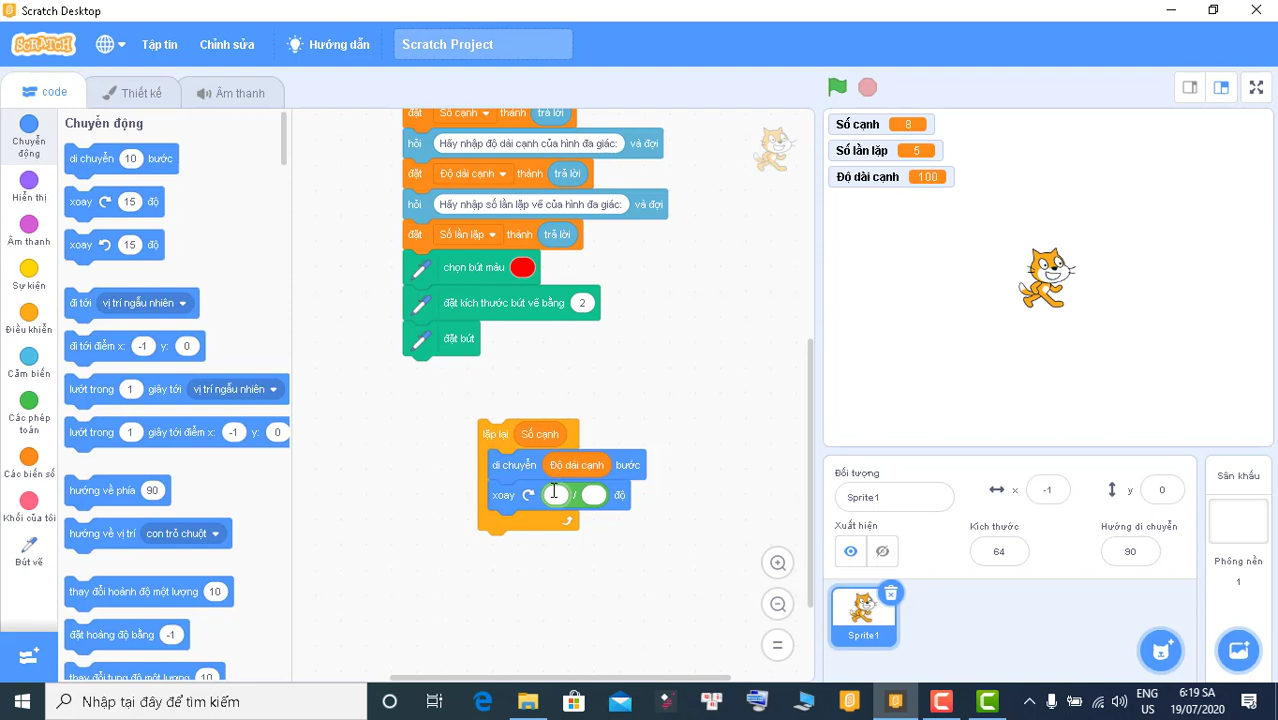 Scratch Desktop
SCRATCH
Tập tin
Chỉnh sửa
Hướng dẫn
Scratch Project
code
Thiết kế
Âm thanh
Chuyển động
Hiển thị
Âm thanh
Sự kiện
Điều khiển
Cảm biến
Các phép toán
Các biến số
Khối của tôi
Bút vẽ
Chuyển động
di chuyển 10 bước
xoay 15 độ
xoay 15 độ
đi tới vị trí ngẫu nhiên
đi tới điểm x: -1 y: 0
lướt trong 1 giây tới vị trí ngẫu nhiên
lướt trong 1 giây tới điểm x: -1 y: 0
hướng về phía 90
hướng về vị trí con trỏ chuột
thay đổi hoành độ một lượng 10
đặt hoàng độ bằng -1
thay đổi tung độ một lượng 10
đặt Số cạnh thành trả lời
hỏi Hãy nhập độ dài cạnh của hình đa giác: và đợi
đặt Độ dài cạnh thành trả lời
hỏi Hãy nhập số lần lặp vẽ của hình đa giác: và đợi
đặt Số lần lặp thành trả lời
chọn bút màu
đặt kích thước bút vẽ bằng 2
đặt bút
lặp lại Số cạnh
di chuyển Độ dài cạnh bước
xoay / độ
Số cạnh 8
Số lần lặp 5
Độ dài cạnh 100
Đối tượng
Sprite1
x -1
y 0
Xuất hiện
Kích thước
64
Hướng di chuyển
90
Sprite1
Sân khấu
Phông nền
1
Nhập tại đây để tìm kiếm
ENG
US
6:19 SA
19/07/2020